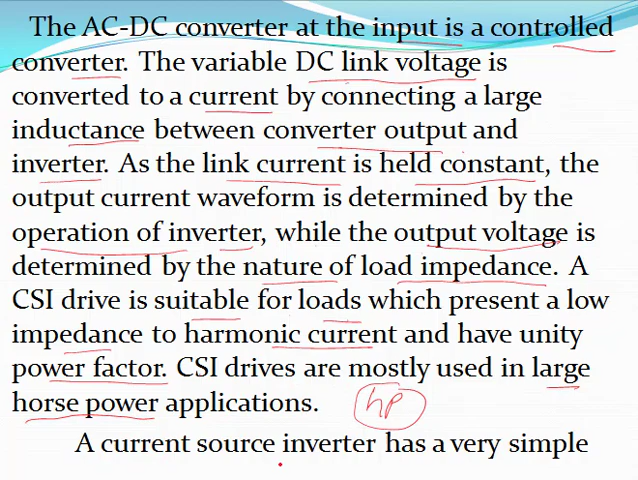 The AC-DC converter at the input is a controlled
converter. The variable DC link voltage is
converted to a current by connecting a large
inductance between converter output and
inverter. As the link current is held constant, the
output current waveform is determined by the
operation of inverter, while the output voltage is
determined by the nature of load impedance. A
CSI drive is suitable for loads which present a low
impedance to harmonic current and have unity
power factor. CSI drives are mostly used in large
horse power applications. hp
A current source inverter has a very simple